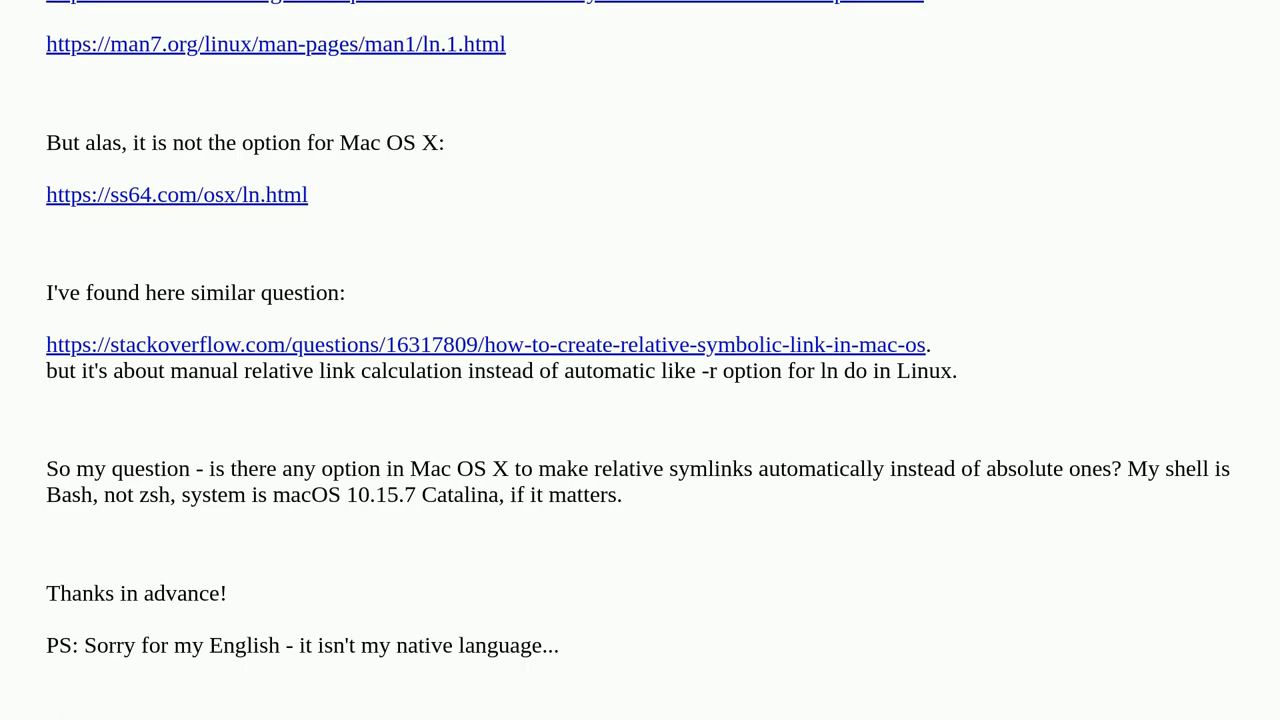 https://man7.org/linux/man-pages/man1/ln.1.html
But alas, it is not the option for Mac OS X:
https://ss64.com/osx/ln.html
I've found here similar question:
https://stackoverflow.com/questions/16317809/how-to-create-relative-symbolic-link-in-mac-os.
but it's about manual relative link calculation instead of automatic like -r option for ln do in Linux.
So my question - is there any option in Mac OS X to make relative symlinks automatically instead of absolute ones? My shell is
Bash, not zsh, system is macOS 10.15.7 Catalina, if it matters.
Thanks in advance!
PS: Sorry for my English - it isn't my native language...